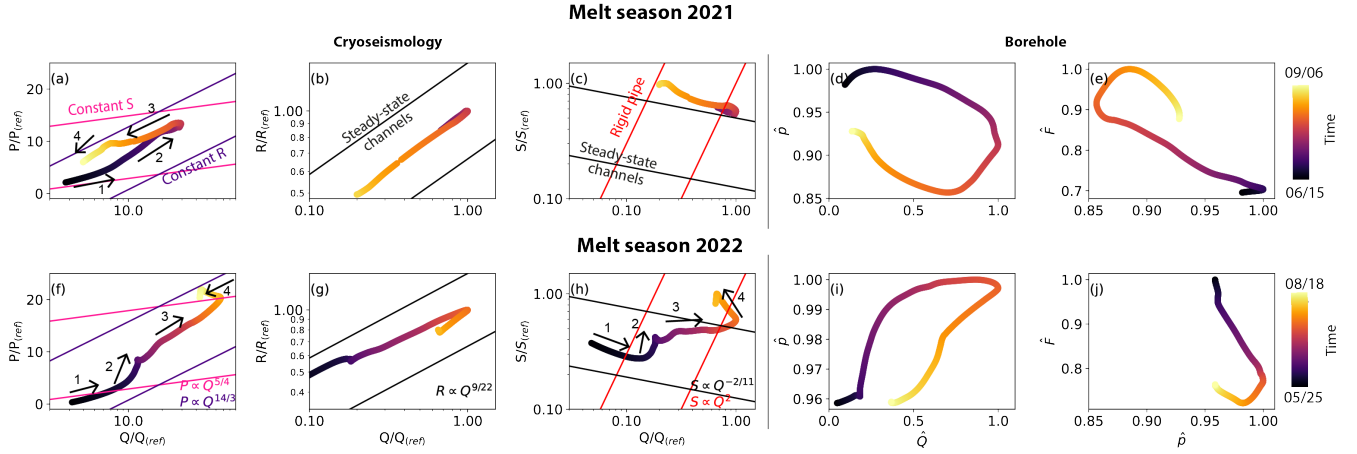 Melt season 2021
Cryoseismology
Borehole
(a)
P/P(ref)
20
10
0
10.0
Constant S
Constant R
1
2
3
4
(b)
R/R(ref)
1.00
0.9
0.8
0.7
0.6
0.5
0.10
1.00
Steady-state
channels
(c)
S/S(ref)
1.00
0.10
0.10
1.00
Rigid pipe
Steady-state
channels
(d)
p̂
1.00
0.95
0.90
0.85
0.0
0.5
1.0
(e)
F̂
1.0
0.9
0.8
0.7
0.85
0.90
0.95
1.00
09/06
Time
06/15
Melt season 2022
(f)
P/P(ref)
20
10
0
10.0
Q/Q(ref)
1
2
3
4
P ∝ Q^5/4
P ∝ Q^14/3
(g)
R/R(ref)
1.00
0.9
0.8
0.7
0.6
0.5
0.4
0.10
1.00
Q/Q(ref)
R ∝ Q^9/22
(h)
S/S(ref)
1.00
0.10
0.10
1.00
Q/Q(ref)
1
2
3
4
S ∝ Q^-2/11
S ∝ Q^2
(i)
p̂
1.00
0.99
0.98
0.97
0.96
0.0
0.5
1.0
Q̂
(j)
F̂
1.0
0.9
0.8
0.85
0.90
0.95
1.00
p̂
08/18
Time
05/25